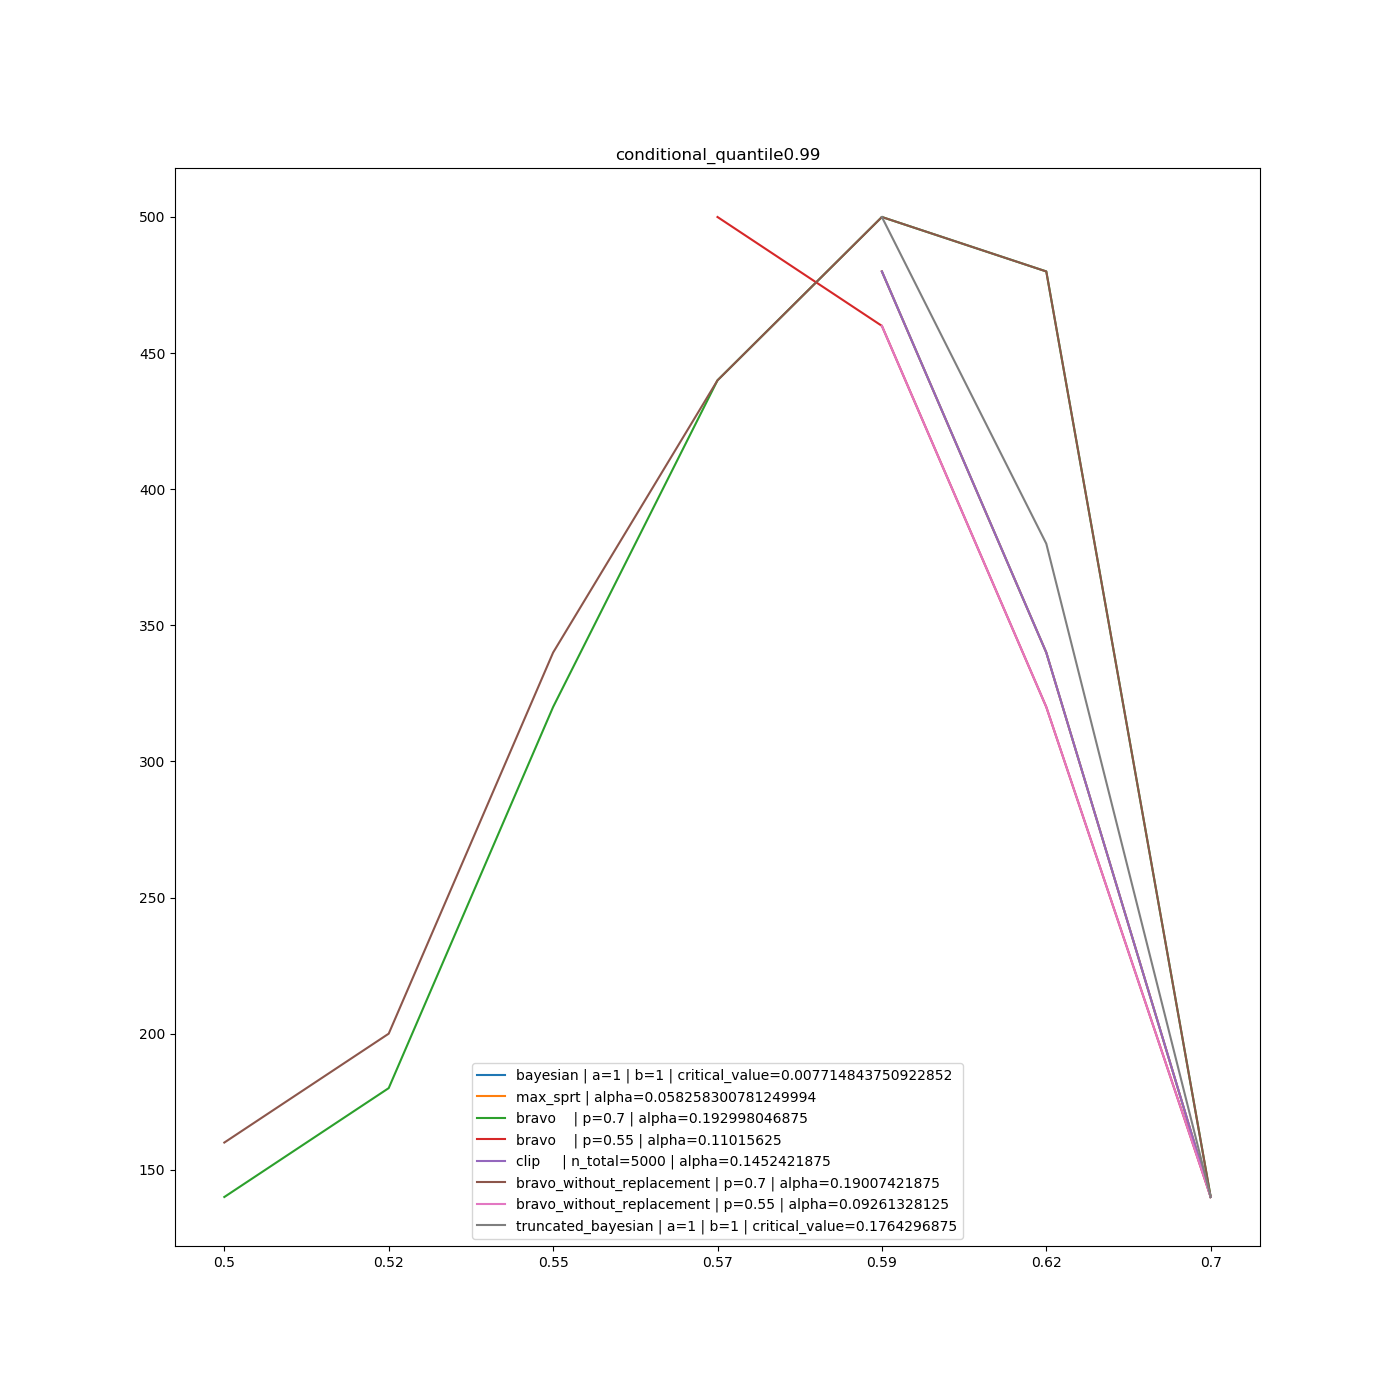 conditional_quantile0.99
500
450
400
350
300
250
200
150
bayesian | a=1 | b=1 | critical_value=0.007714843750922852
max_sprt | alpha=0.058258300781249994
bravo    | p=0.7 | alpha=0.192998046875
bravo    | p=0.55 | alpha=0.11015625
clip     | n_total=5000 | alpha=0.1452421875
bravo_without_replacement | p=0.7 | alpha=0.19007421875
bravo_without_replacement | p=0.55 | alpha=0.09261328125
truncated_bayesian | a=1 | b=1 | critical_value=0.1764296875
0.5 0.52 0.55 0.57 0.59 0.62 0.7